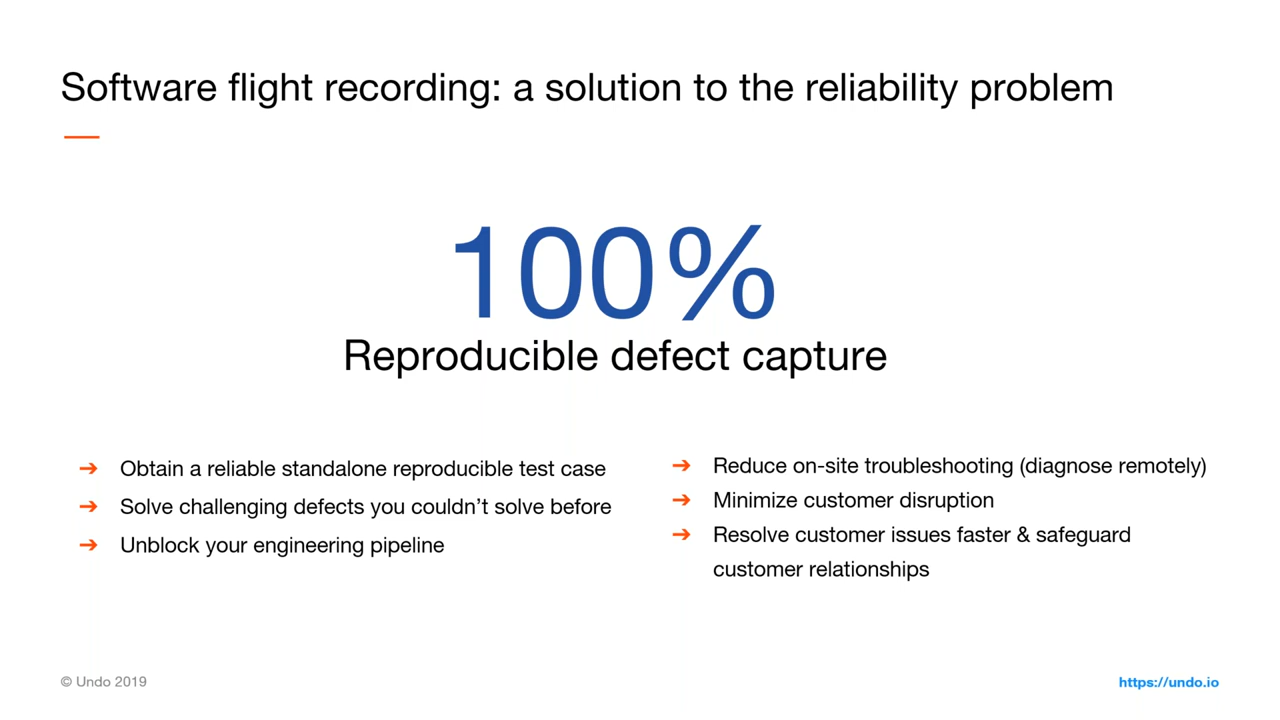 Software flight recording: a solution to the reliability problem
100%
Reproducible defect capture
➔ Obtain a reliable standalone reproducible test case
➔ Solve challenging defects you couldn’t solve before
➔ Unblock your engineering pipeline
➔ Reduce on-site troubleshooting (diagnose remotely)
➔ Minimize customer disruption
➔ Resolve customer issues faster & safeguard
customer relationships
© Undo 2019
https://undo.io